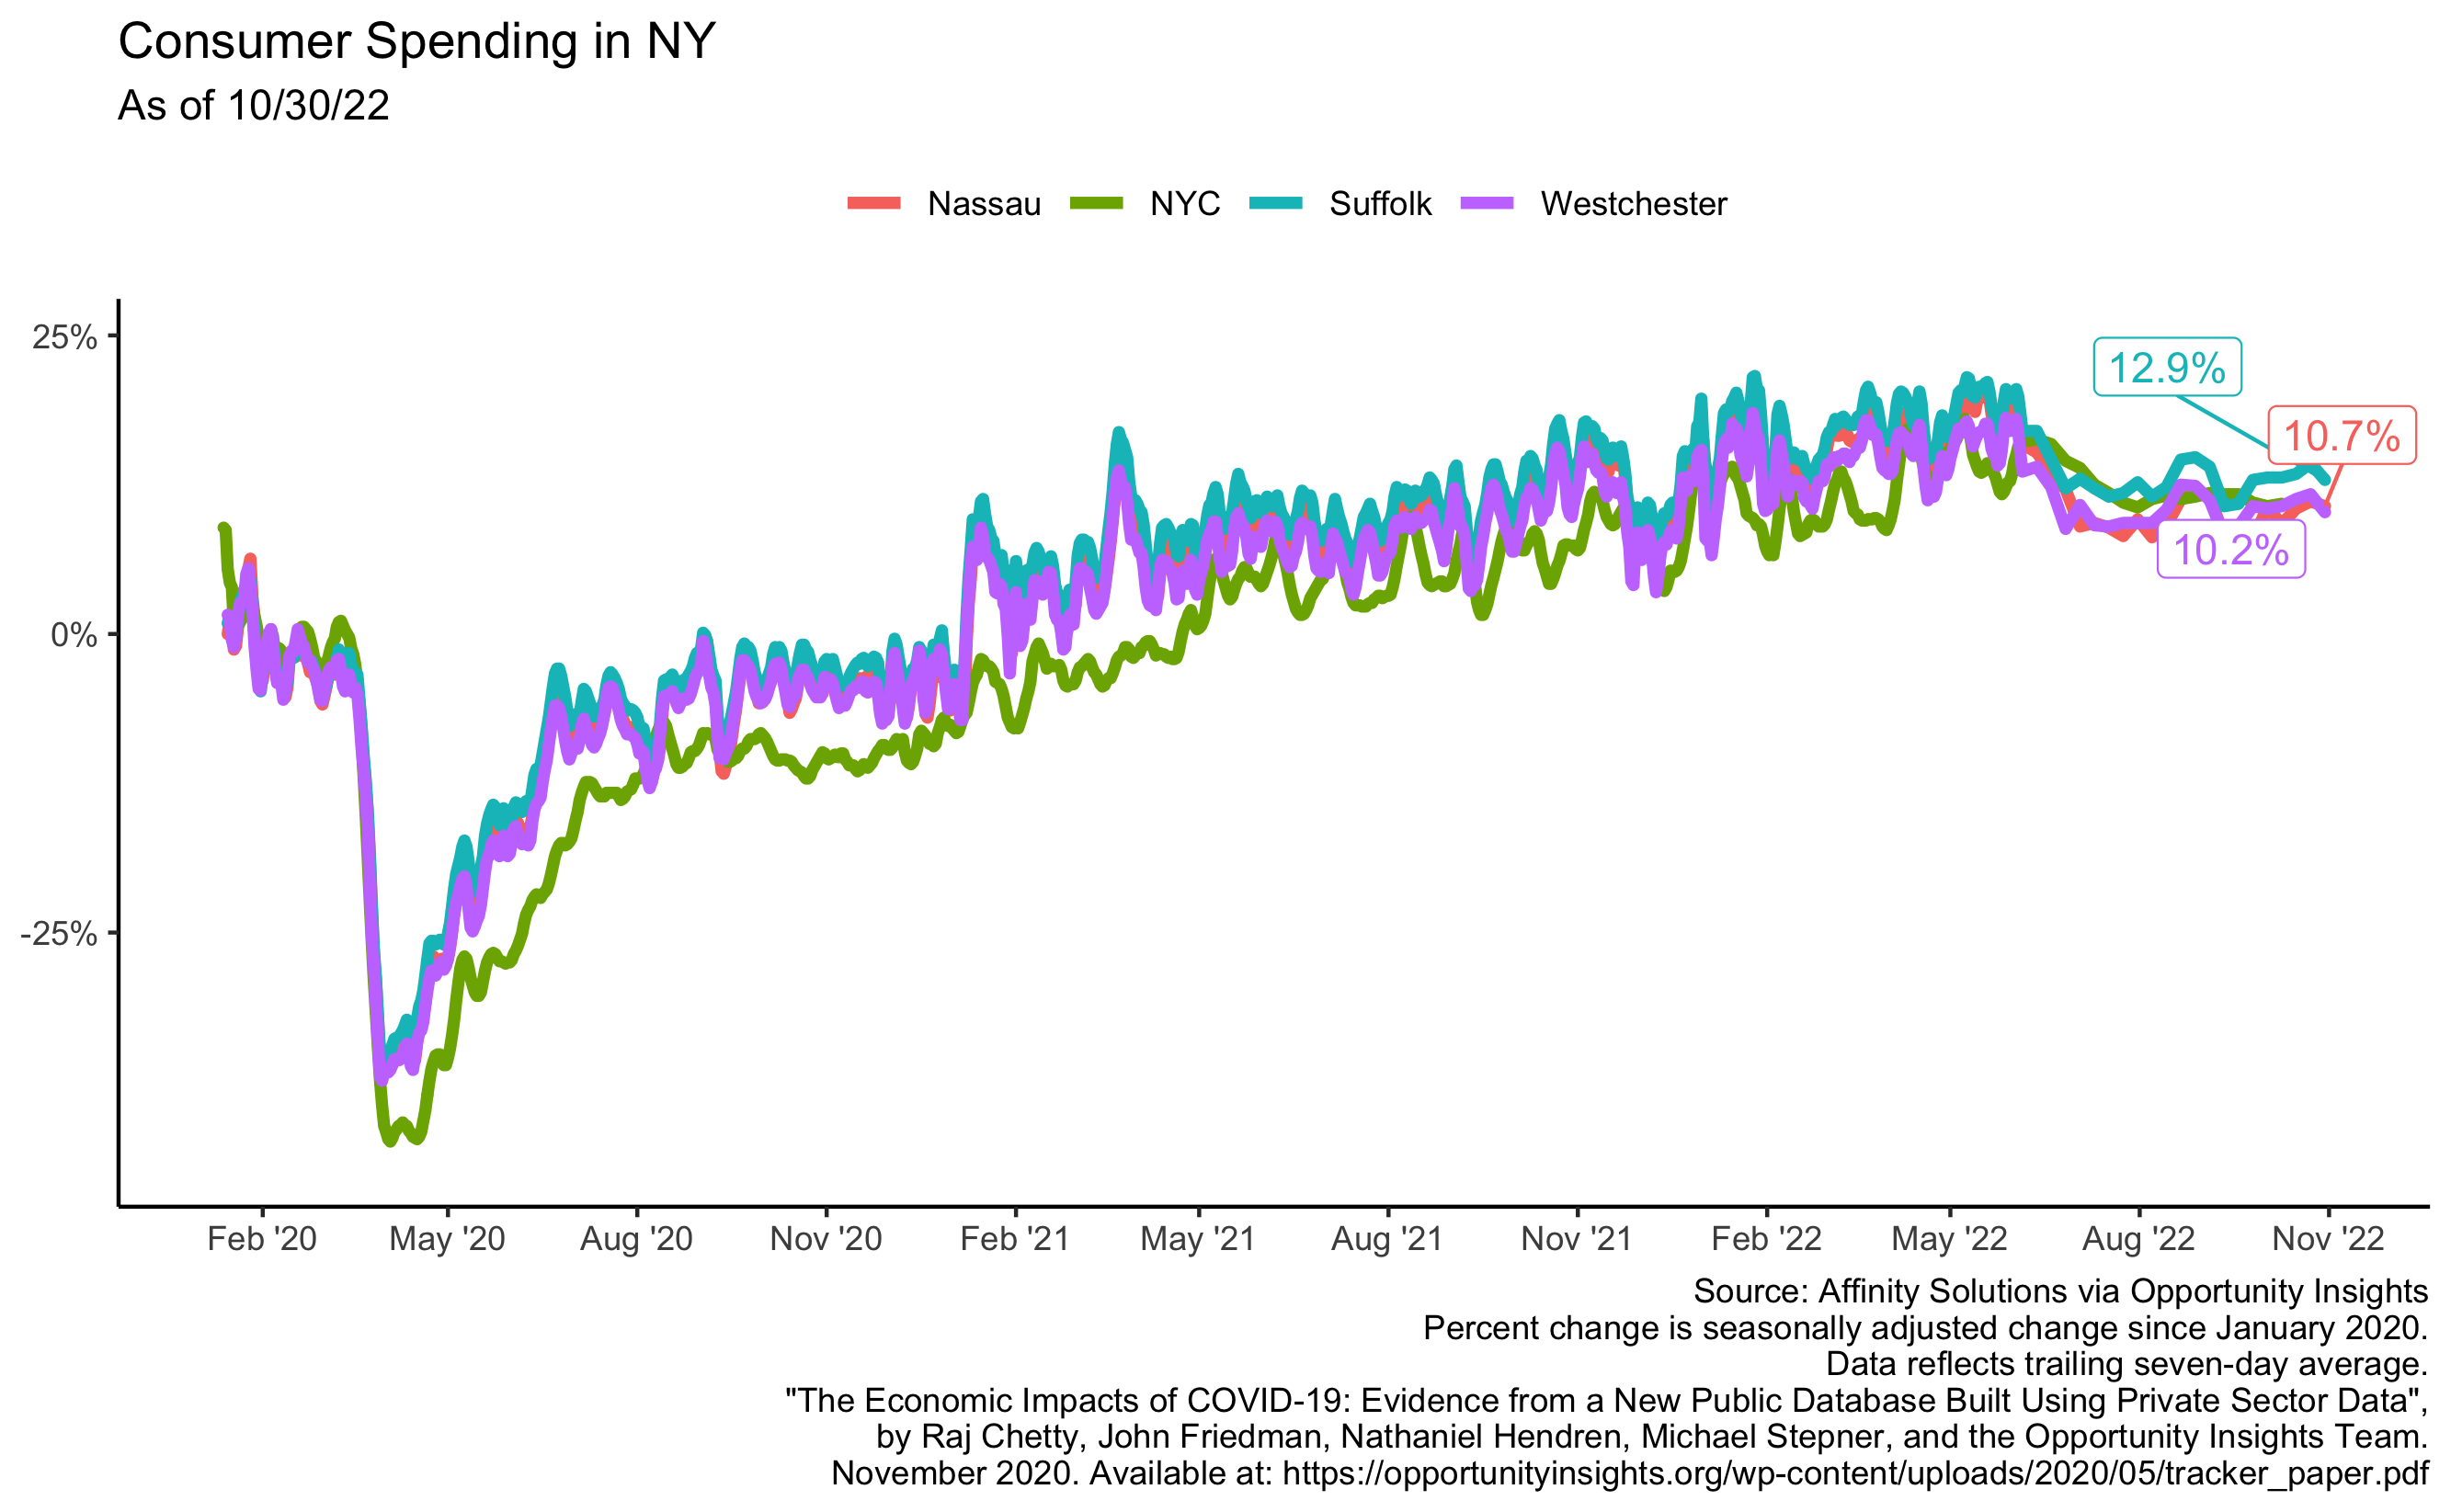 Consumer Spending in NY
As of 10/30/22
Nassau NYC Suffolk Westchester
25%
0%
-25%
12.9%
10.7%
10.2%
Feb '20 May '20 Aug '20 Nov '20 Feb '21 May '21 Aug '21 Nov '21 Feb '22 May '22 Aug '22 Nov '22
Source: Affinity Solutions via Opportunity Insights
Percent change is seasonally adjusted change since January 2020.
Data reflects trailing seven-day average.
"The Economic Impacts of COVID-19: Evidence from a New Public Database Built Using Private Sector Data",
by Raj Chetty, John Friedman, Nathaniel Hendren, Michael Stepner, and the Opportunity Insights Team.
November 2020. Available at: https://opportunityinsights.org/wp-content/uploads/2020/05/tracker_paper.pdf